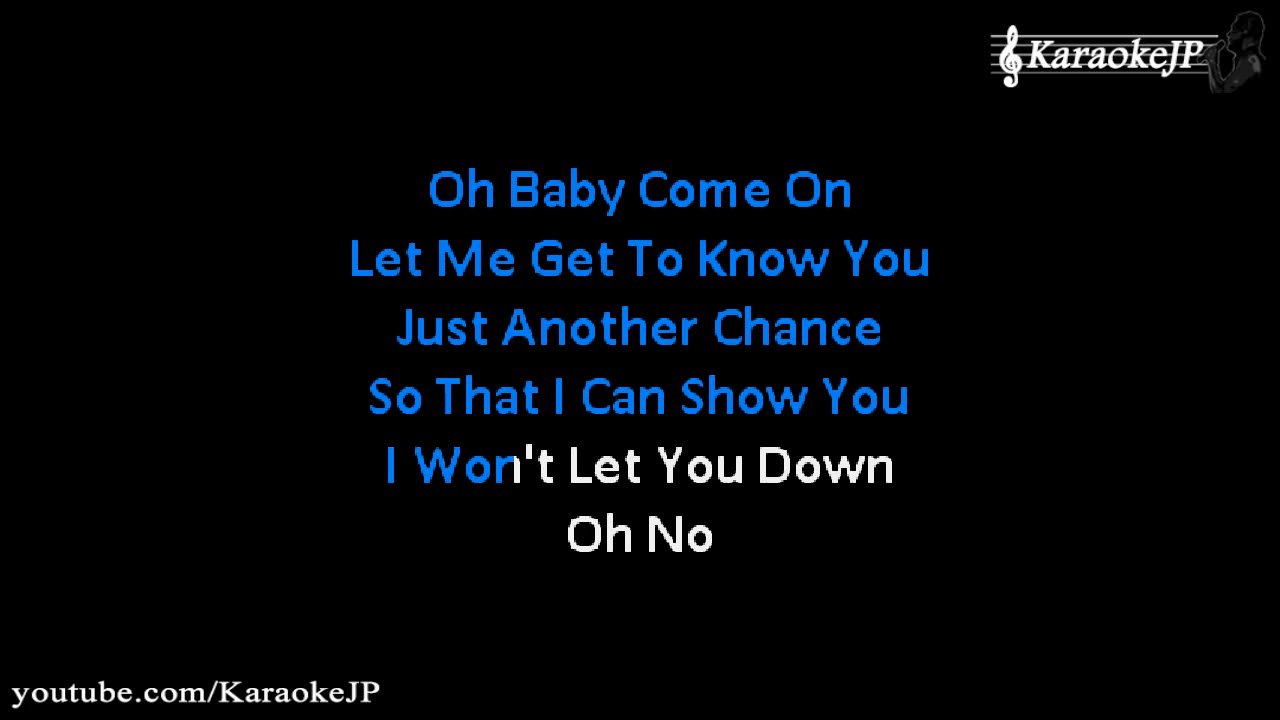 KaraokeJP
Oh Baby Come On
Let Me Get To Know You
Just Another Chance
So That I Can Show You
I Won't Let You Down
Oh No
youtube.com/KaraokeJP